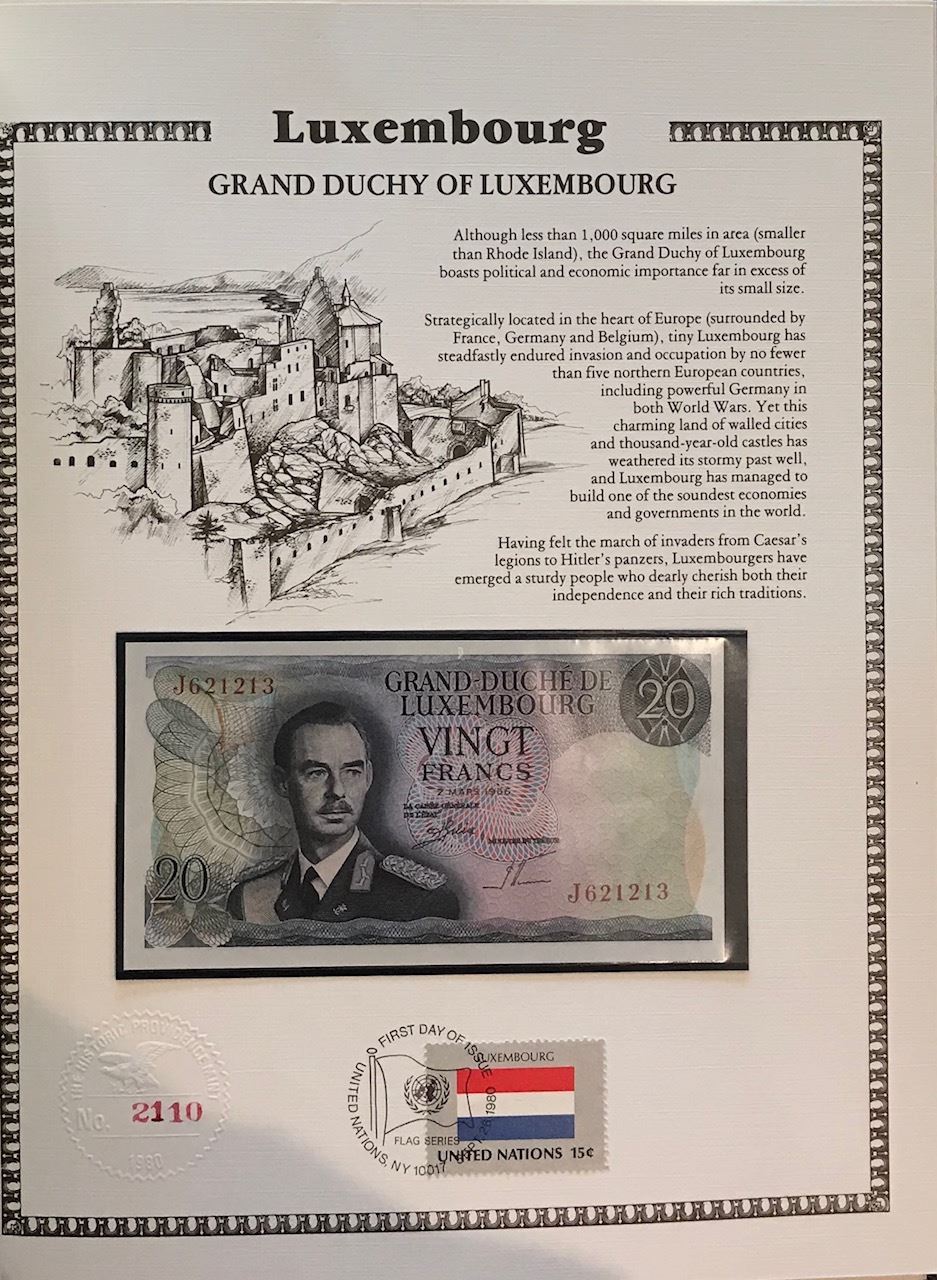 Luxembourg
GRAND DUCHY OF LUXEMBOURG
Although less than 1,000 square miles in area (smaller
than Rhode Island), the Grand Duchy of Luxembourg
boasts political and economic importance far in excess of
its small size.
Strategically located in the heart of Europe (surrounded by
France, Germany and Belgium), tiny Luxembourg has
steadfastly endured invasion and occupation by no fewer
than five northern European countries,
including powerful Germany in
both World Wars. Yet this
charming land of walled cities
and thousand-year-old castles has
weathered its stormy past well,
and Luxembourg has managed to
build one of the soundest economies
and governments in the world.
Having felt the march of invaders from Caesar's
legions to Hitler's panzers, Luxembourgers have
emerged a sturdy people who dearly cherish both their
independence and their rich traditions.
J621213
GRAND-DUCHÉ DE
LUXEMBOURG
20
VINGT
FRANCS
7 MARS 1966
LA CAISSE GÉNÉRALE
DE L'ÉTAT
20
J621213
No. 2110
1980
FIRST DAY OF ISSUE
SEPT. 26, 1980
UNITED NATIONS, NY 10017
FLAG SERIES
LUXEMBOURG
UNITED NATIONS 15¢